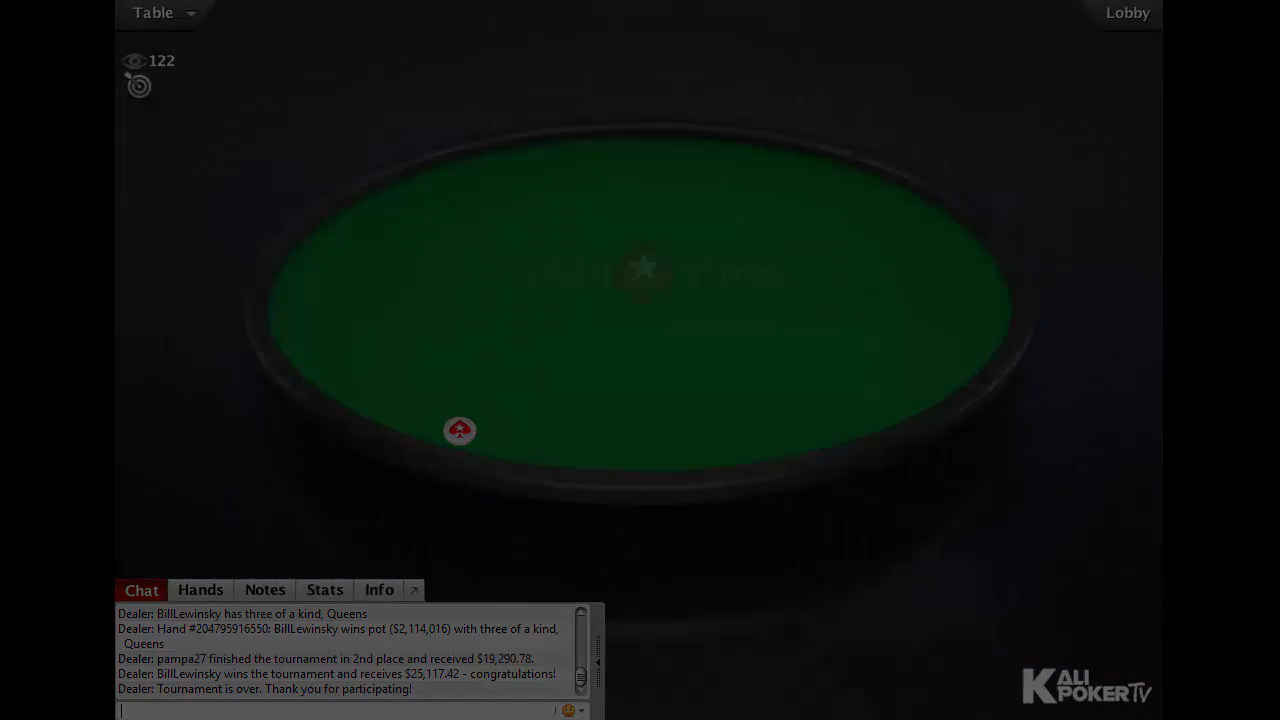 Table
Lobby
122
Chat Hands Notes Stats Info
Dealer: BillLewinsky has three of a kind, Queens
Dealer: Hand #204795916550: BillLewinsky wins pot ($2,114,016) with three of a kind,
Queens
Dealer: pampa27 finished the tournament in 2nd place and received $19,290.78.
Dealer: BillLewinsky wins the tournament and receives $25,117.42 - congratulations!
Dealer: Tournament is over. Thank you for participating!
KALI
POKERTV